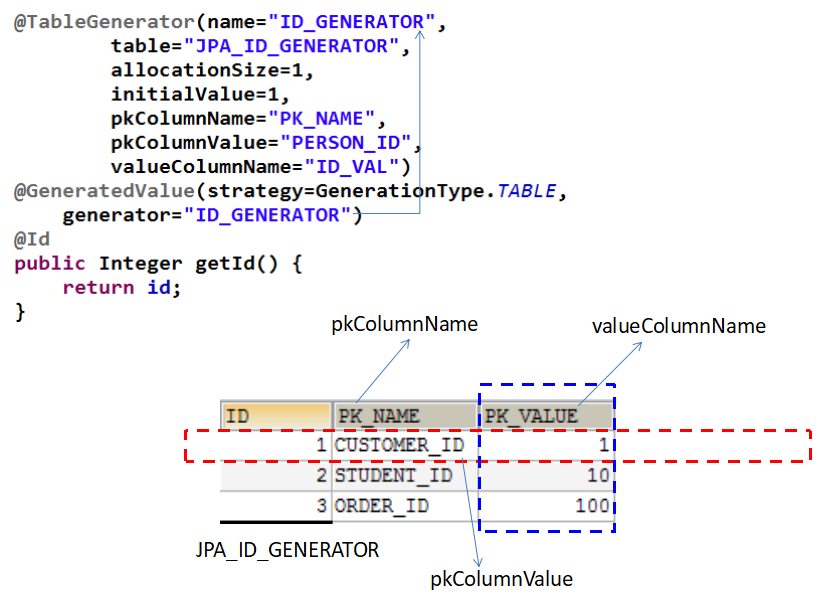 @TableGenerator(name="ID_GENERATOR",
table="JPA_ID_GENERATOR",
allocationSize=1,
initialValue=1,
pkColumnName="PK_NAME",
pkColumnValue="PERSON_ID",
valueColumnName="ID_VAL")
@GeneratedValue(strategy=GenerationType.TABLE,
generator="ID_GENERATOR")
@Id
public Integer getId() {
return id;
}
pkColumnName valueColumnName
ID PK_NAME PK_VALUE
1 CUSTOMER_ID 1
2 STUDENT_ID 10
3 ORDER_ID 100
JPA_ID_GENERATOR
pkColumnValue